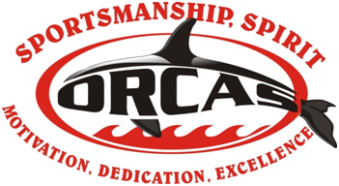 SPORTSMANSHIP, SPIRIT
ORCAS
MOTIVATION, DEDICATION, EXCELLENCE